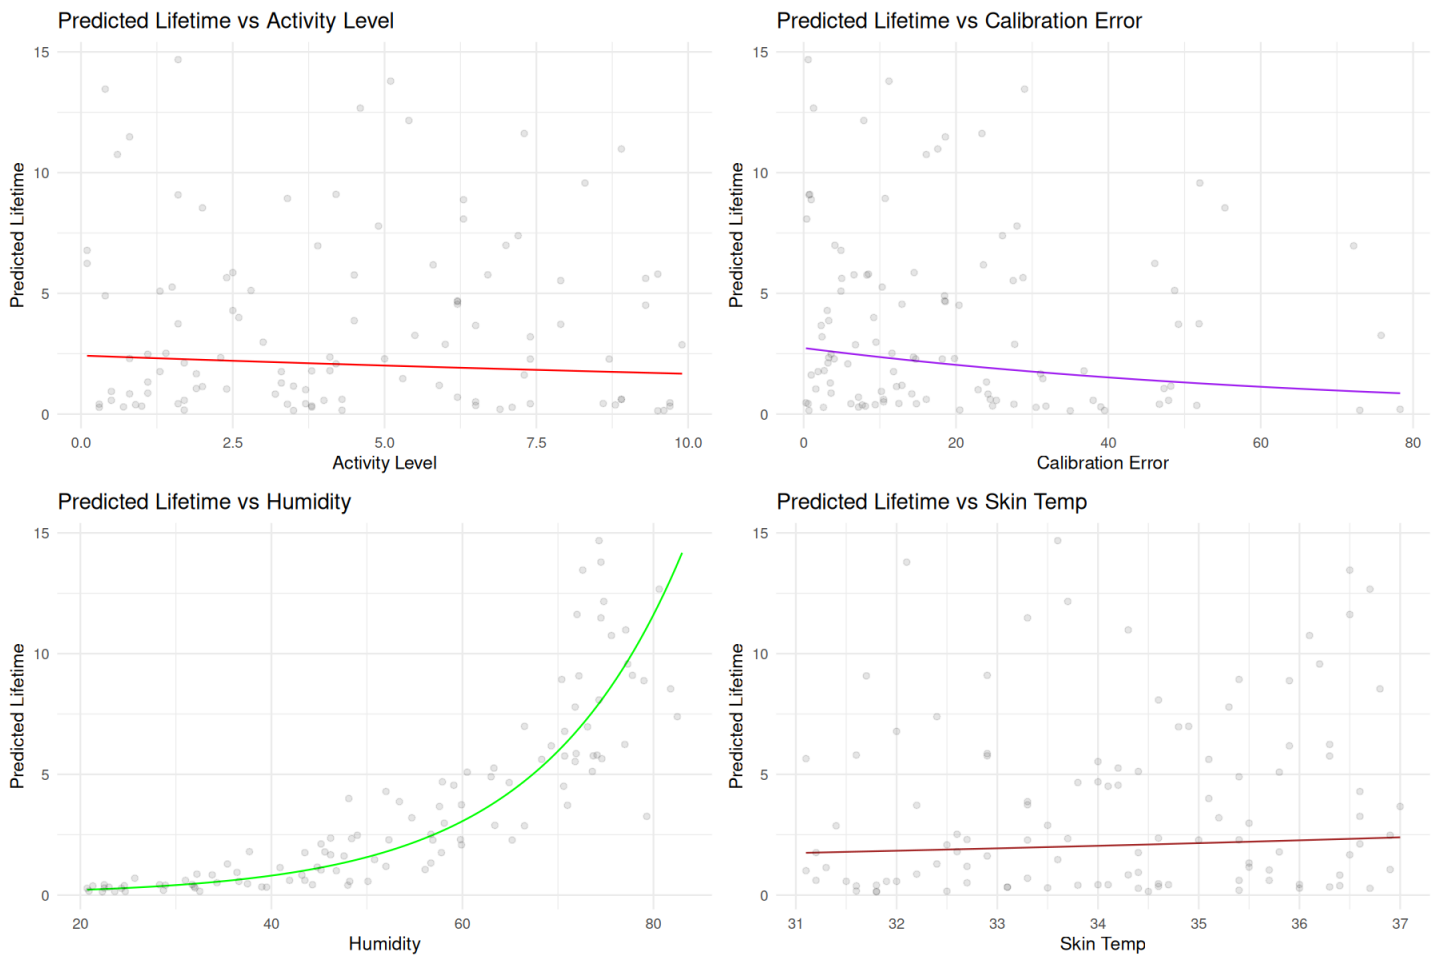 Predicted Lifetime vs Activity Level
Predicted Lifetime
15
10
5
0
0.0 2.5 5.0 7.5 10.0
Activity Level
Predicted Lifetime vs Calibration Error
Predicted Lifetime
15
10
5
0
0 20 40 60 80
Calibration Error
Predicted Lifetime vs Humidity
Predicted Lifetime
15
10
5
0
20 40 60 80
Humidity
Predicted Lifetime vs Skin Temp
Predicted Lifetime
15
10
5
0
31 32 33 34 35 36 37
Skin Temp